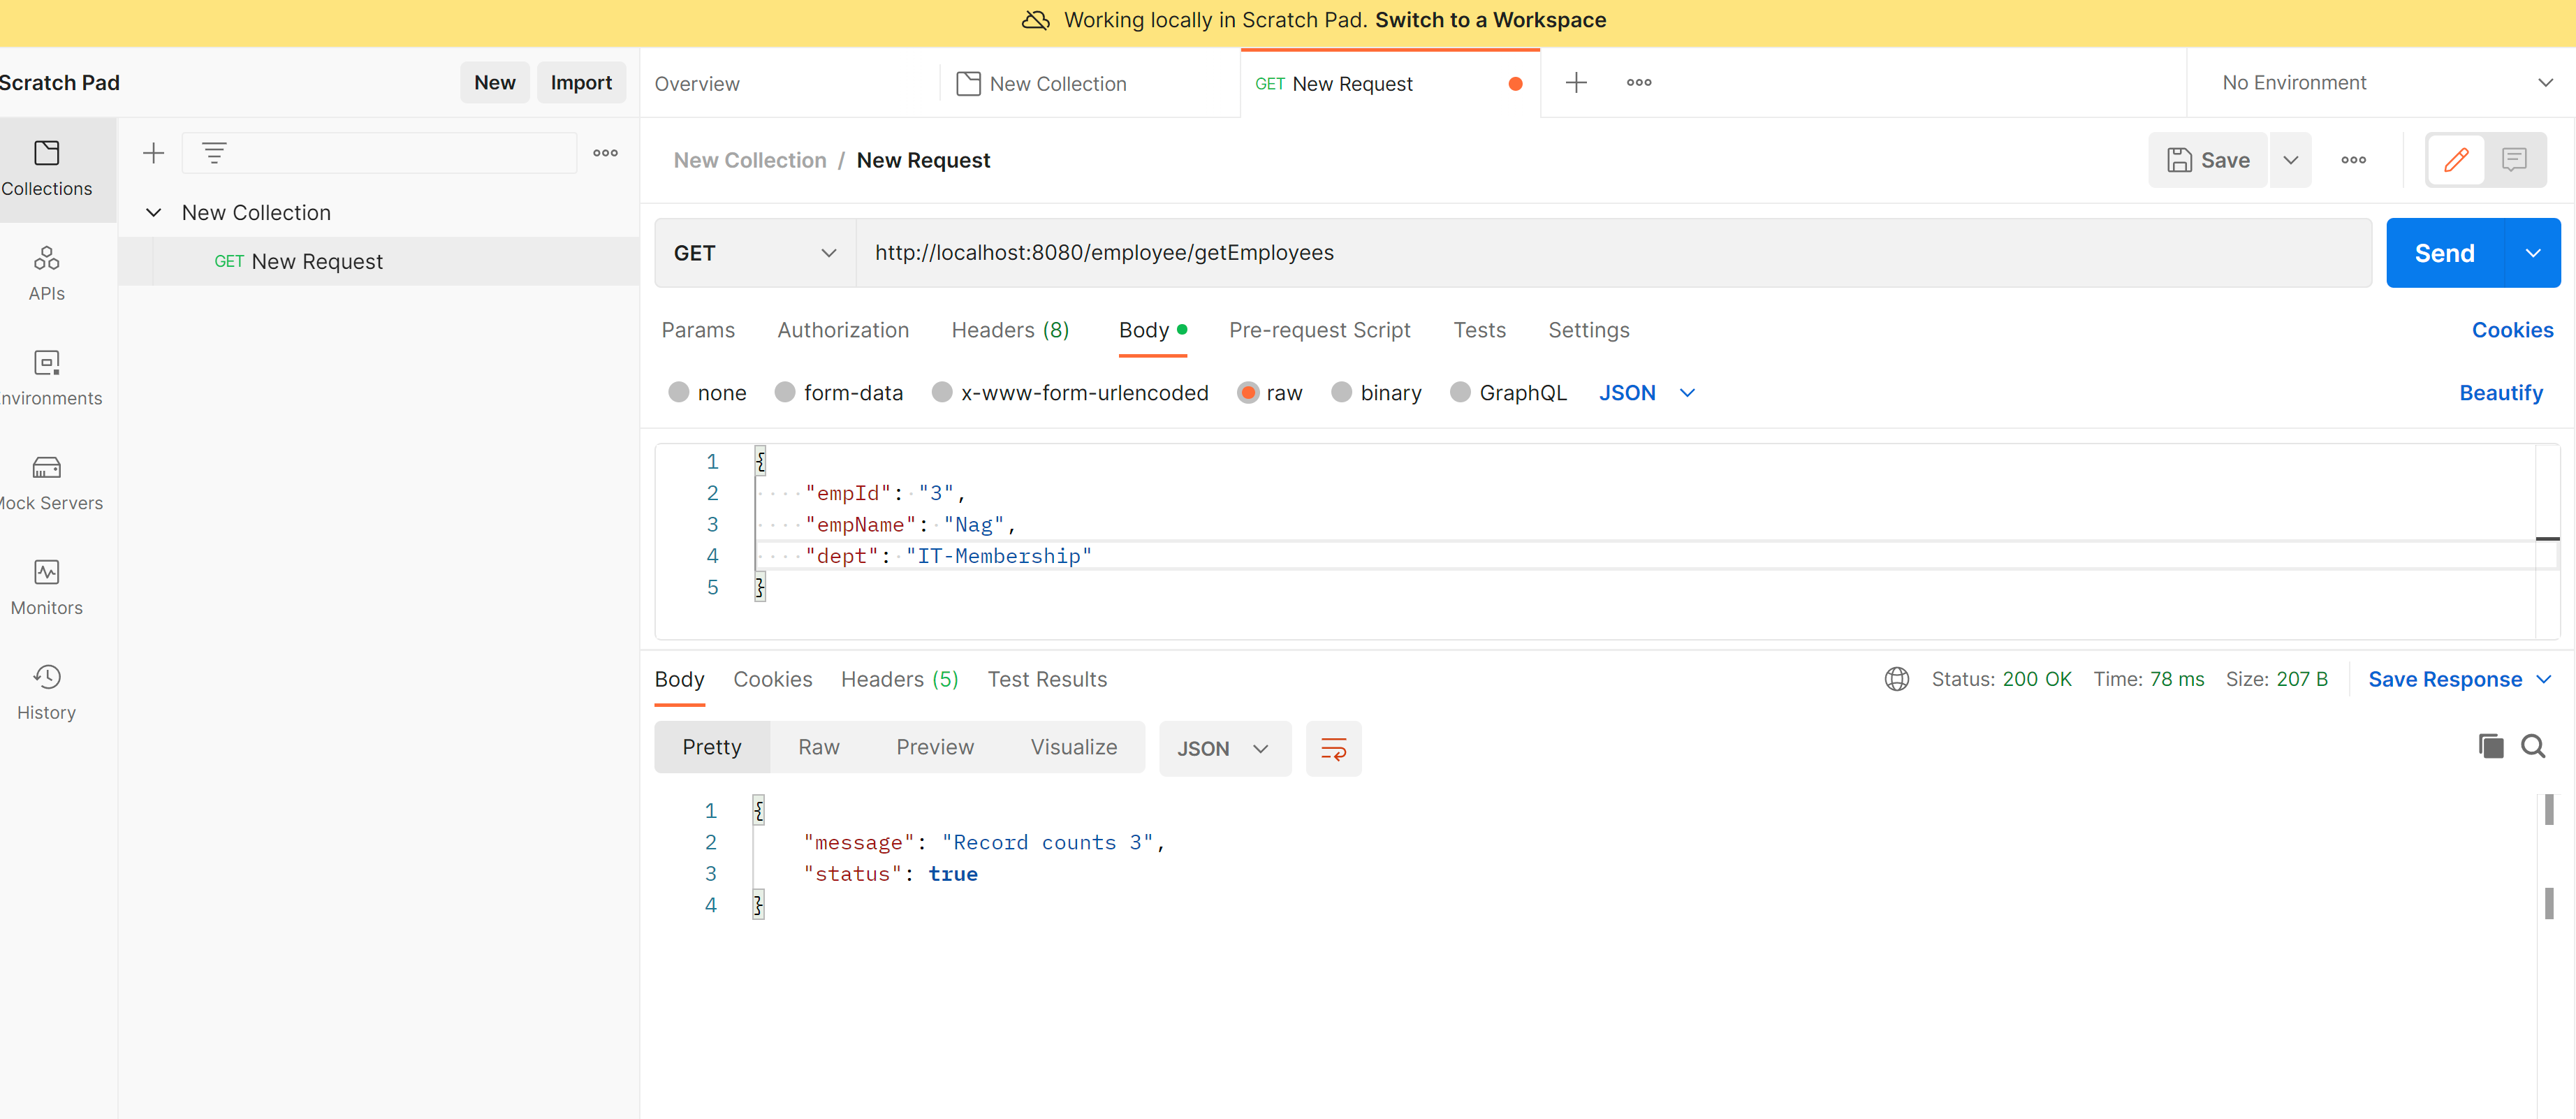 Working locally in Scratch Pad. Switch to a Workspace
Scratch Pad
New
Import
Overview
New Collection
GET New Request
No Environment
Collections
New Collection
GET New Request
APIs
nvironments
Mock Servers
Monitors
History
New Collection / New Request
Save
GET
http://localhost:8080/employee/getEmployees
Send
Params Authorization Headers (8) Body Pre-request Script Tests Settings Cookies
none form-data x-www-form-urlencoded raw binary GraphQL JSON Beautify
1 {
2 "empId": "3",
3 "empName": "Nag",
4 "dept": "IT-Membership"
5 }
Body Cookies Headers (5) Test Results Status: 200 OK Time: 78 ms Size: 207 B Save Response
Pretty Raw Preview Visualize JSON
1 {
2 "message": "Record counts 3",
3 "status": true
4 }